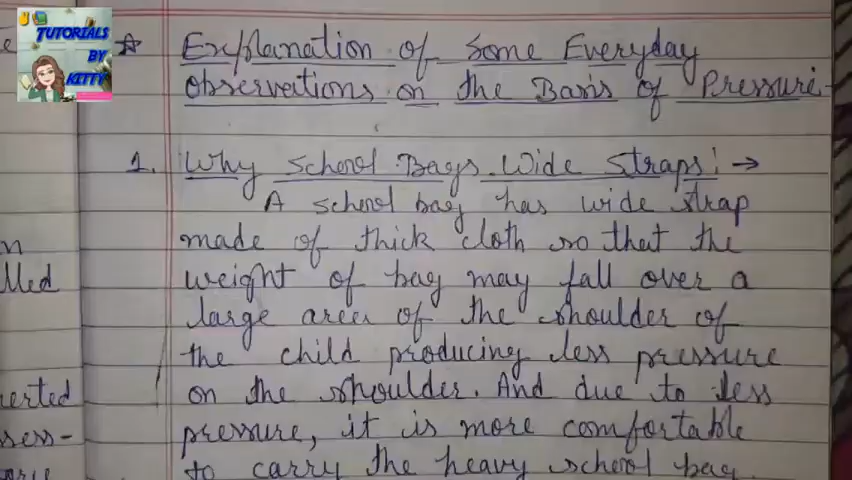 TUTORIALS
BY
KITTY
Explanation of Some Everyday
Observations on the Basis of Pressure-
1. Why School Bags Wide Straps: →
A school bag has wide strap
made of thick cloth so that the
weight of bag may fall over a
large area of the shoulder of
the child producing less pressure
on the shoulder. And due to less
pressure, it is more comfortable
to carry the heavy school bag.